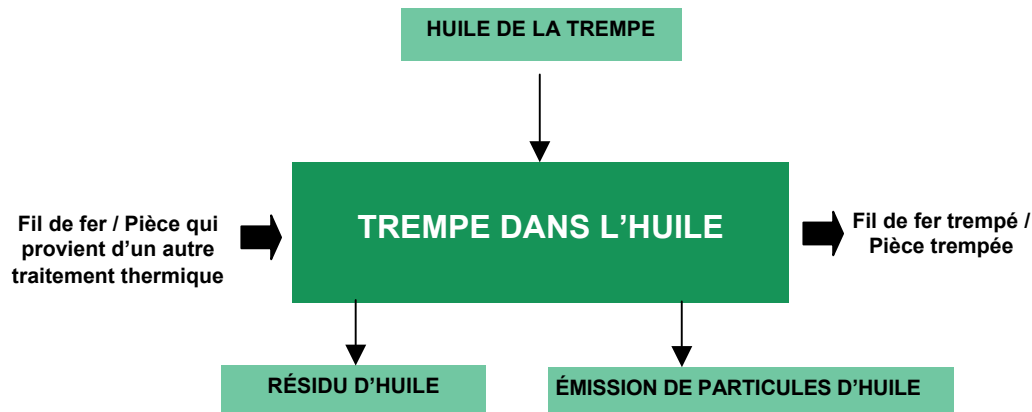 HUILE DE LA TREMPE
Fil de fer / Pièce qui
provient d’un autre
traitement thermique
TREMPE DANS L’HUILE
Fil de fer trempé /
Pièce trempée
RÉSIDU D’HUILE
ÉMISSION DE PARTICULES D’HUILE